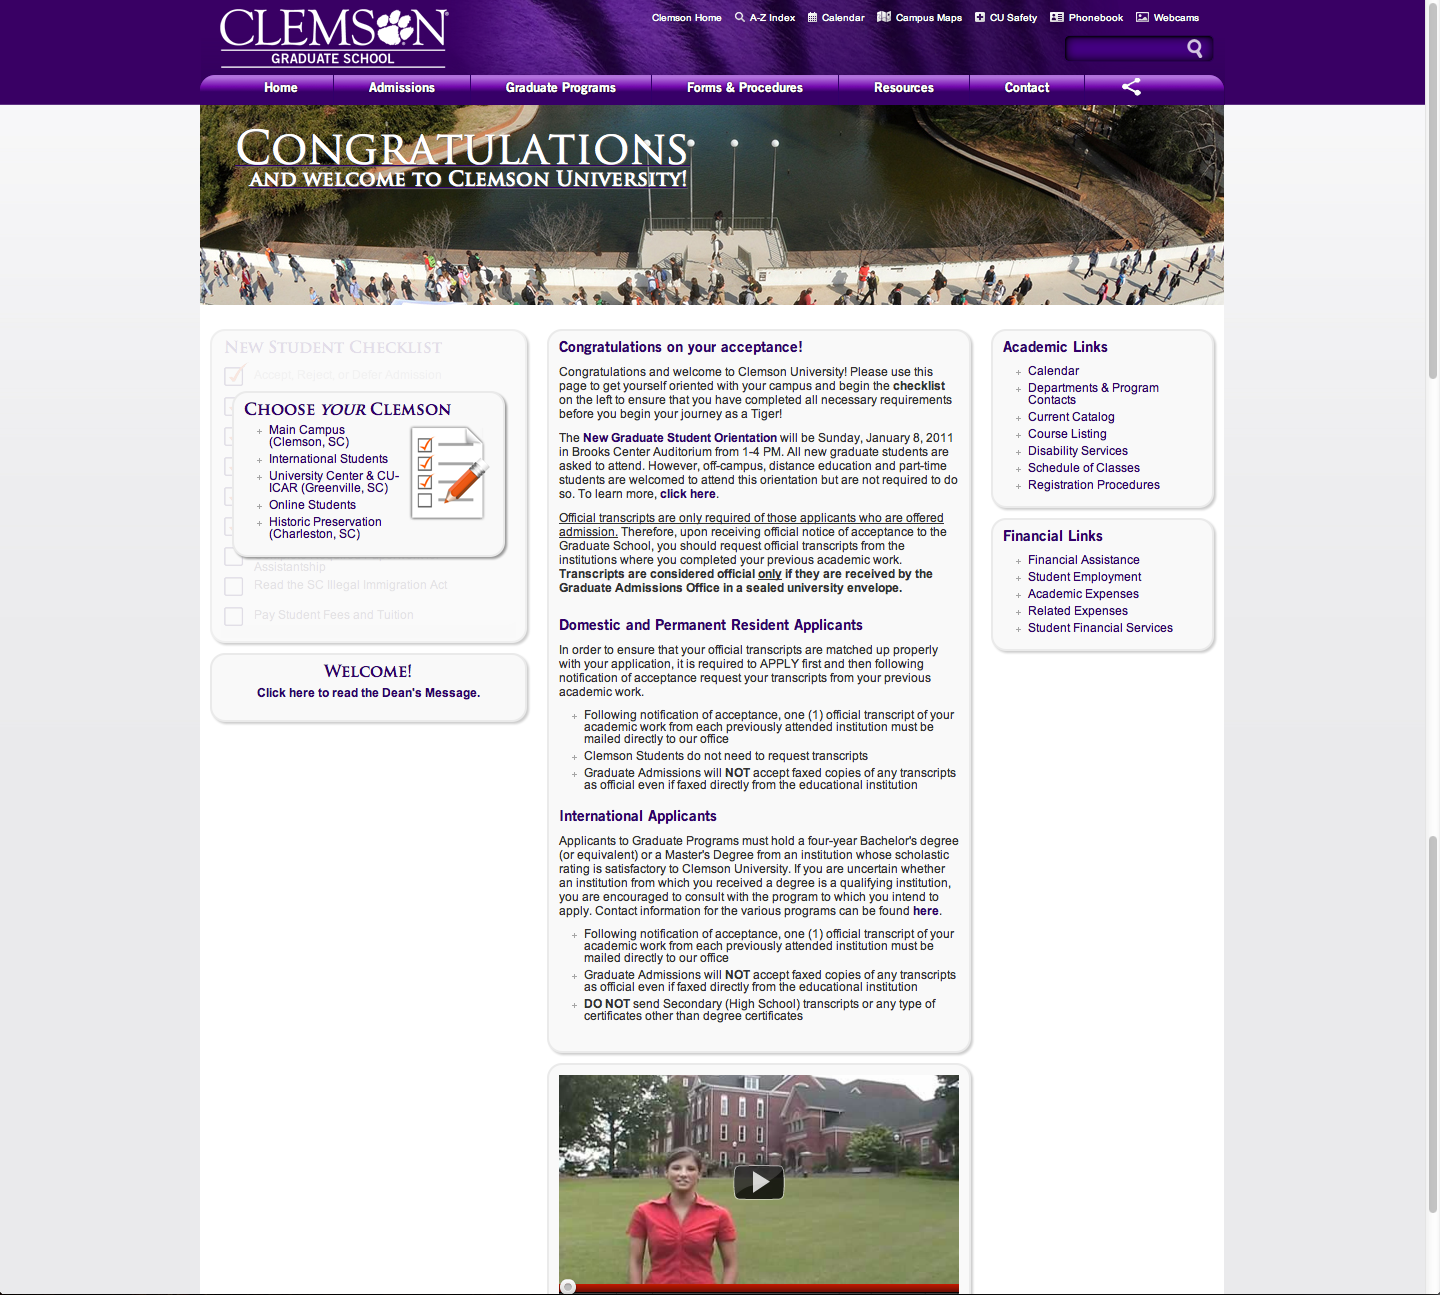 CLEMSON
GRADUATE SCHOOL
Clemson Home A-Z Index Calendar Campus Maps CU Safety Phonebook Webcams
Home Admissions Graduate Programs Forms & Procedures Resources Contact
CONGRATULATIONS
AND WELCOME TO CLEMSON UNIVERSITY!
NEW STUDENT CHECKLIST
Accept, Reject, or Defer Admission
CHOOSE YOUR CLEMSON
Main Campus
(Clemson, SC)
International Students
University Center & CU-
ICAR (Greenville, SC)
Online Students
Historic Preservation
(Charleston, SC)
Assistantship
Read the SC Illegal Immigration Act
Pay Student Fees and Tuition
WELCOME!
Click here to read the Dean's Message.
Congratulations on your acceptance!
Congratulations and welcome to Clemson University! Please use this
page to get yourself oriented with your campus and begin the checklist
on the left to ensure that you have completed all necessary requirements
before you begin your journey as a Tiger!
The New Graduate Student Orientation will be Sunday, January 8, 2011
in Brooks Center Auditorium from 1-4 PM. All new graduate students are
asked to attend. However, off-campus, distance education and part-time
students are welcomed to attend this orientation but are not required to do
so. To learn more, click here.
Official transcripts are only required of those applicants who are offered
admission. Therefore, upon receiving official notice of acceptance to the
Graduate School, you should request official transcripts from the
institutions where you completed your previous academic work.
Transcripts are considered official only if they are received by the
Graduate Admissions Office in a sealed university envelope.
Domestic and Permanent Resident Applicants
In order to ensure that your official transcripts are matched up properly
with your application, it is required to APPLY first and then following
notification of acceptance request your transcripts from your previous
academic work.
Following notification of acceptance, one (1) official transcript of your
academic work from each previously attended institution must be
mailed directly to our office
Clemson Students do not need to request transcripts
Graduate Admissions will NOT accept faxed copies of any transcripts
as official even if faxed directly from the educational institution
International Applicants
Applicants to Graduate Programs must hold a four-year Bachelor's degree
(or equivalent) or a Master's Degree from an institution whose scholastic
rating is satisfactory to Clemson University. If you are uncertain whether
an institution from which you received a degree is a qualifying institution,
you are encouraged to consult with the program to which you intend to
apply. Contact information for the various programs can be found here.
Following notification of acceptance, one (1) official transcript of your
academic work from each previously attended institution must be
mailed directly to our office
Graduate Admissions will NOT accept faxed copies of any transcripts
as official even if faxed directly from the educational institution
DO NOT send Secondary (High School) transcripts or any type of
certificates other than degree certificates
Academic Links
Calendar
Departments & Program
Contacts
Current Catalog
Course Listing
Disability Services
Schedule of Classes
Registration Procedures
Financial Links
Financial Assistance
Student Employment
Academic Expenses
Related Expenses
Student Financial Services